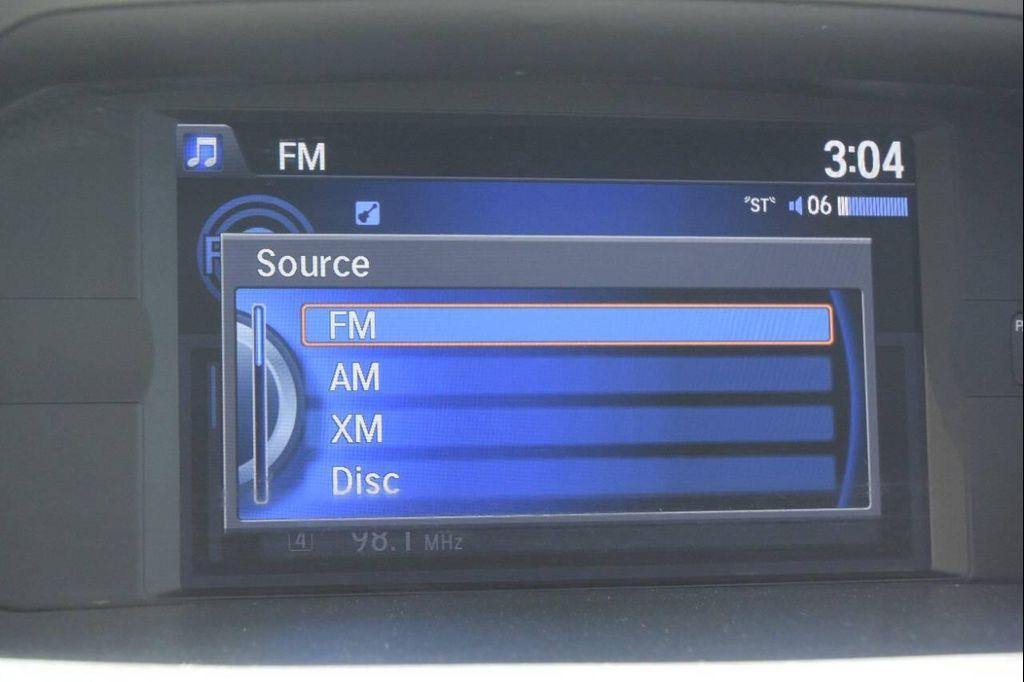 FM 3:04
"ST" 06
F
Source
FM
AM
XM
Disc
4 98.1 MHz
P